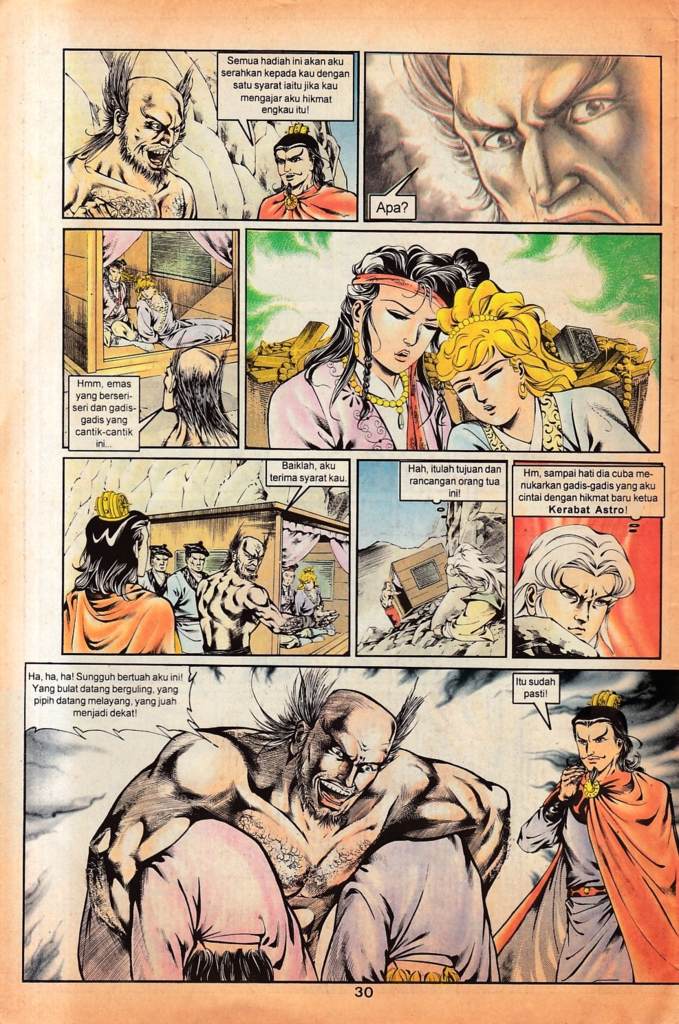 Semua hadiah ini akan aku
serahkan kepada kau dengan
satu syarat iaitu jika kau
mengajar aku hikmat
engkau itu!
Apa?
Hmm, emas
yang berseri-
seri dan gadis-
gadis yang
cantik-cantik
ini...
Baiklah, aku
terima syarat kau.
Hah, itulah tujuan dan
rancangan orang tua
ini!
Hm, sampai hati dia cuba me-
nukarkan gadis-gadis yang aku
cintai dengan hikmat baru ketua
Kerabat Astro!
Ha, ha, ha! Sungguh bertuah aku ini!
Yang bulat datang berguling, yang
pipih datang melayang, yang juah
menjadi dekat!
Itu sudah
pasti!
30